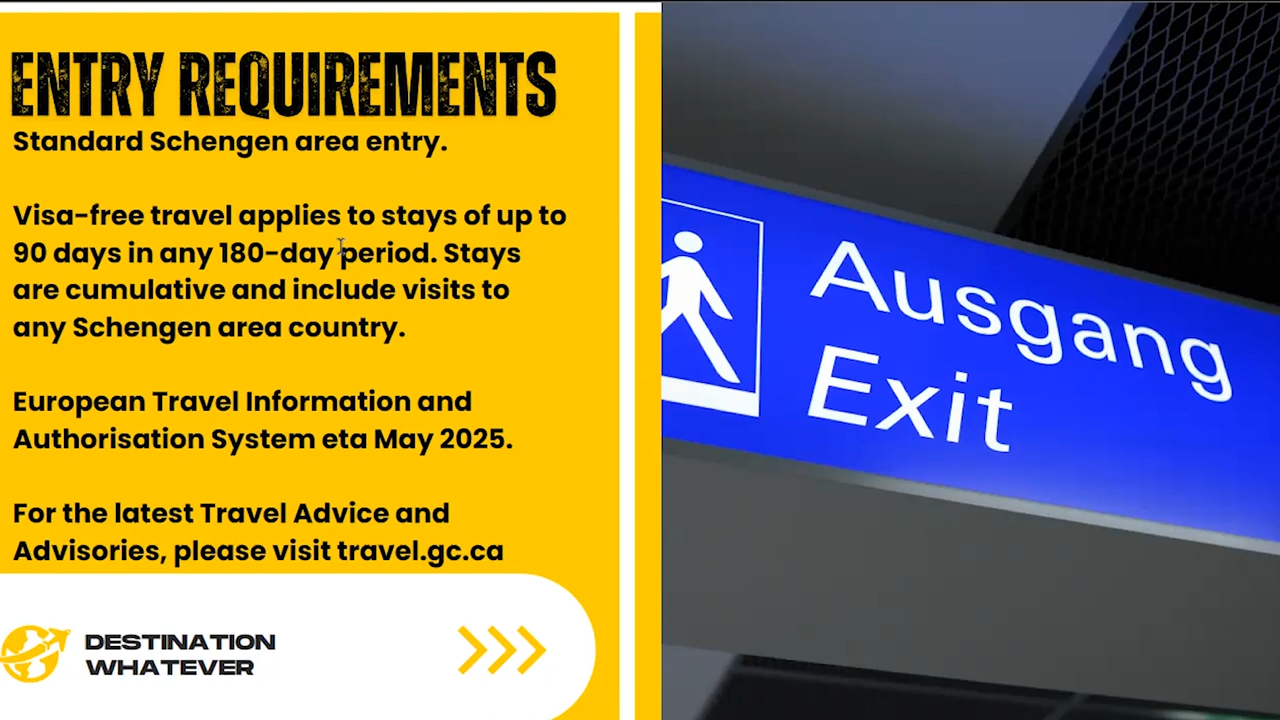 ENTRY REQUIREMENTS
Standard Schengen area entry.
Visa-free travel applies to stays of up to
90 days in any 180-day period. Stays
are cumulative and include visits to
any Schengen area country.
European Travel Information and
Authorisation System eta May 2025.
For the latest Travel Advice and
Advisories, please visit travel.gc.ca
DESTINATION
WHATEVER
Ausgang
Exit